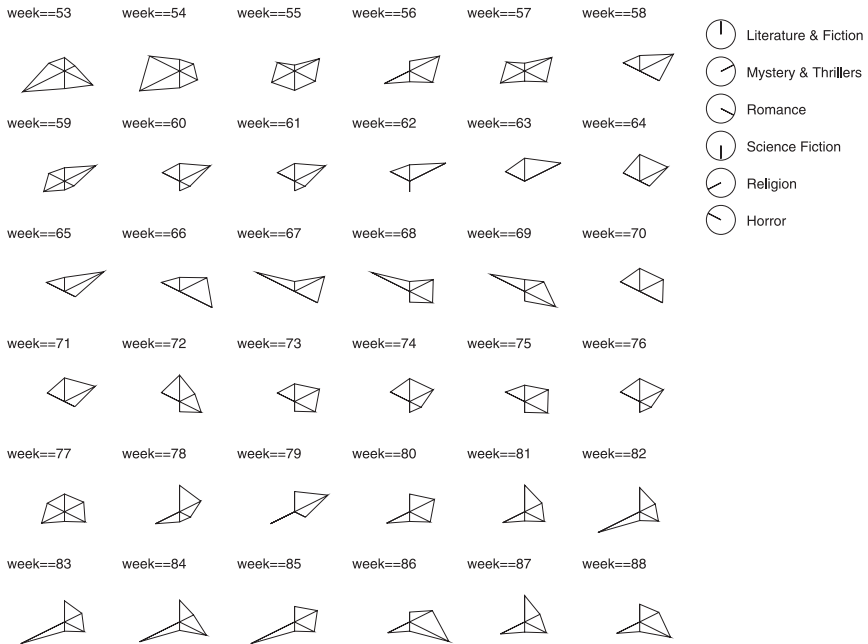 week==53 week==54 week==55 week==56 week==57 week==58
Literature & Fiction
Mystery & Thrillers
Romance
Science Fiction
Religion
Horror
week==59 week==60 week==61 week==62 week==63 week==64
week==65 week==66 week==67 week==68 week==69 week==70
week==71 week==72 week==73 week==74 week==75 week==76
week==77 week==78 week==79 week==80 week==81 week==82
week==83 week==84 week==85 week==86 week==87 week==88